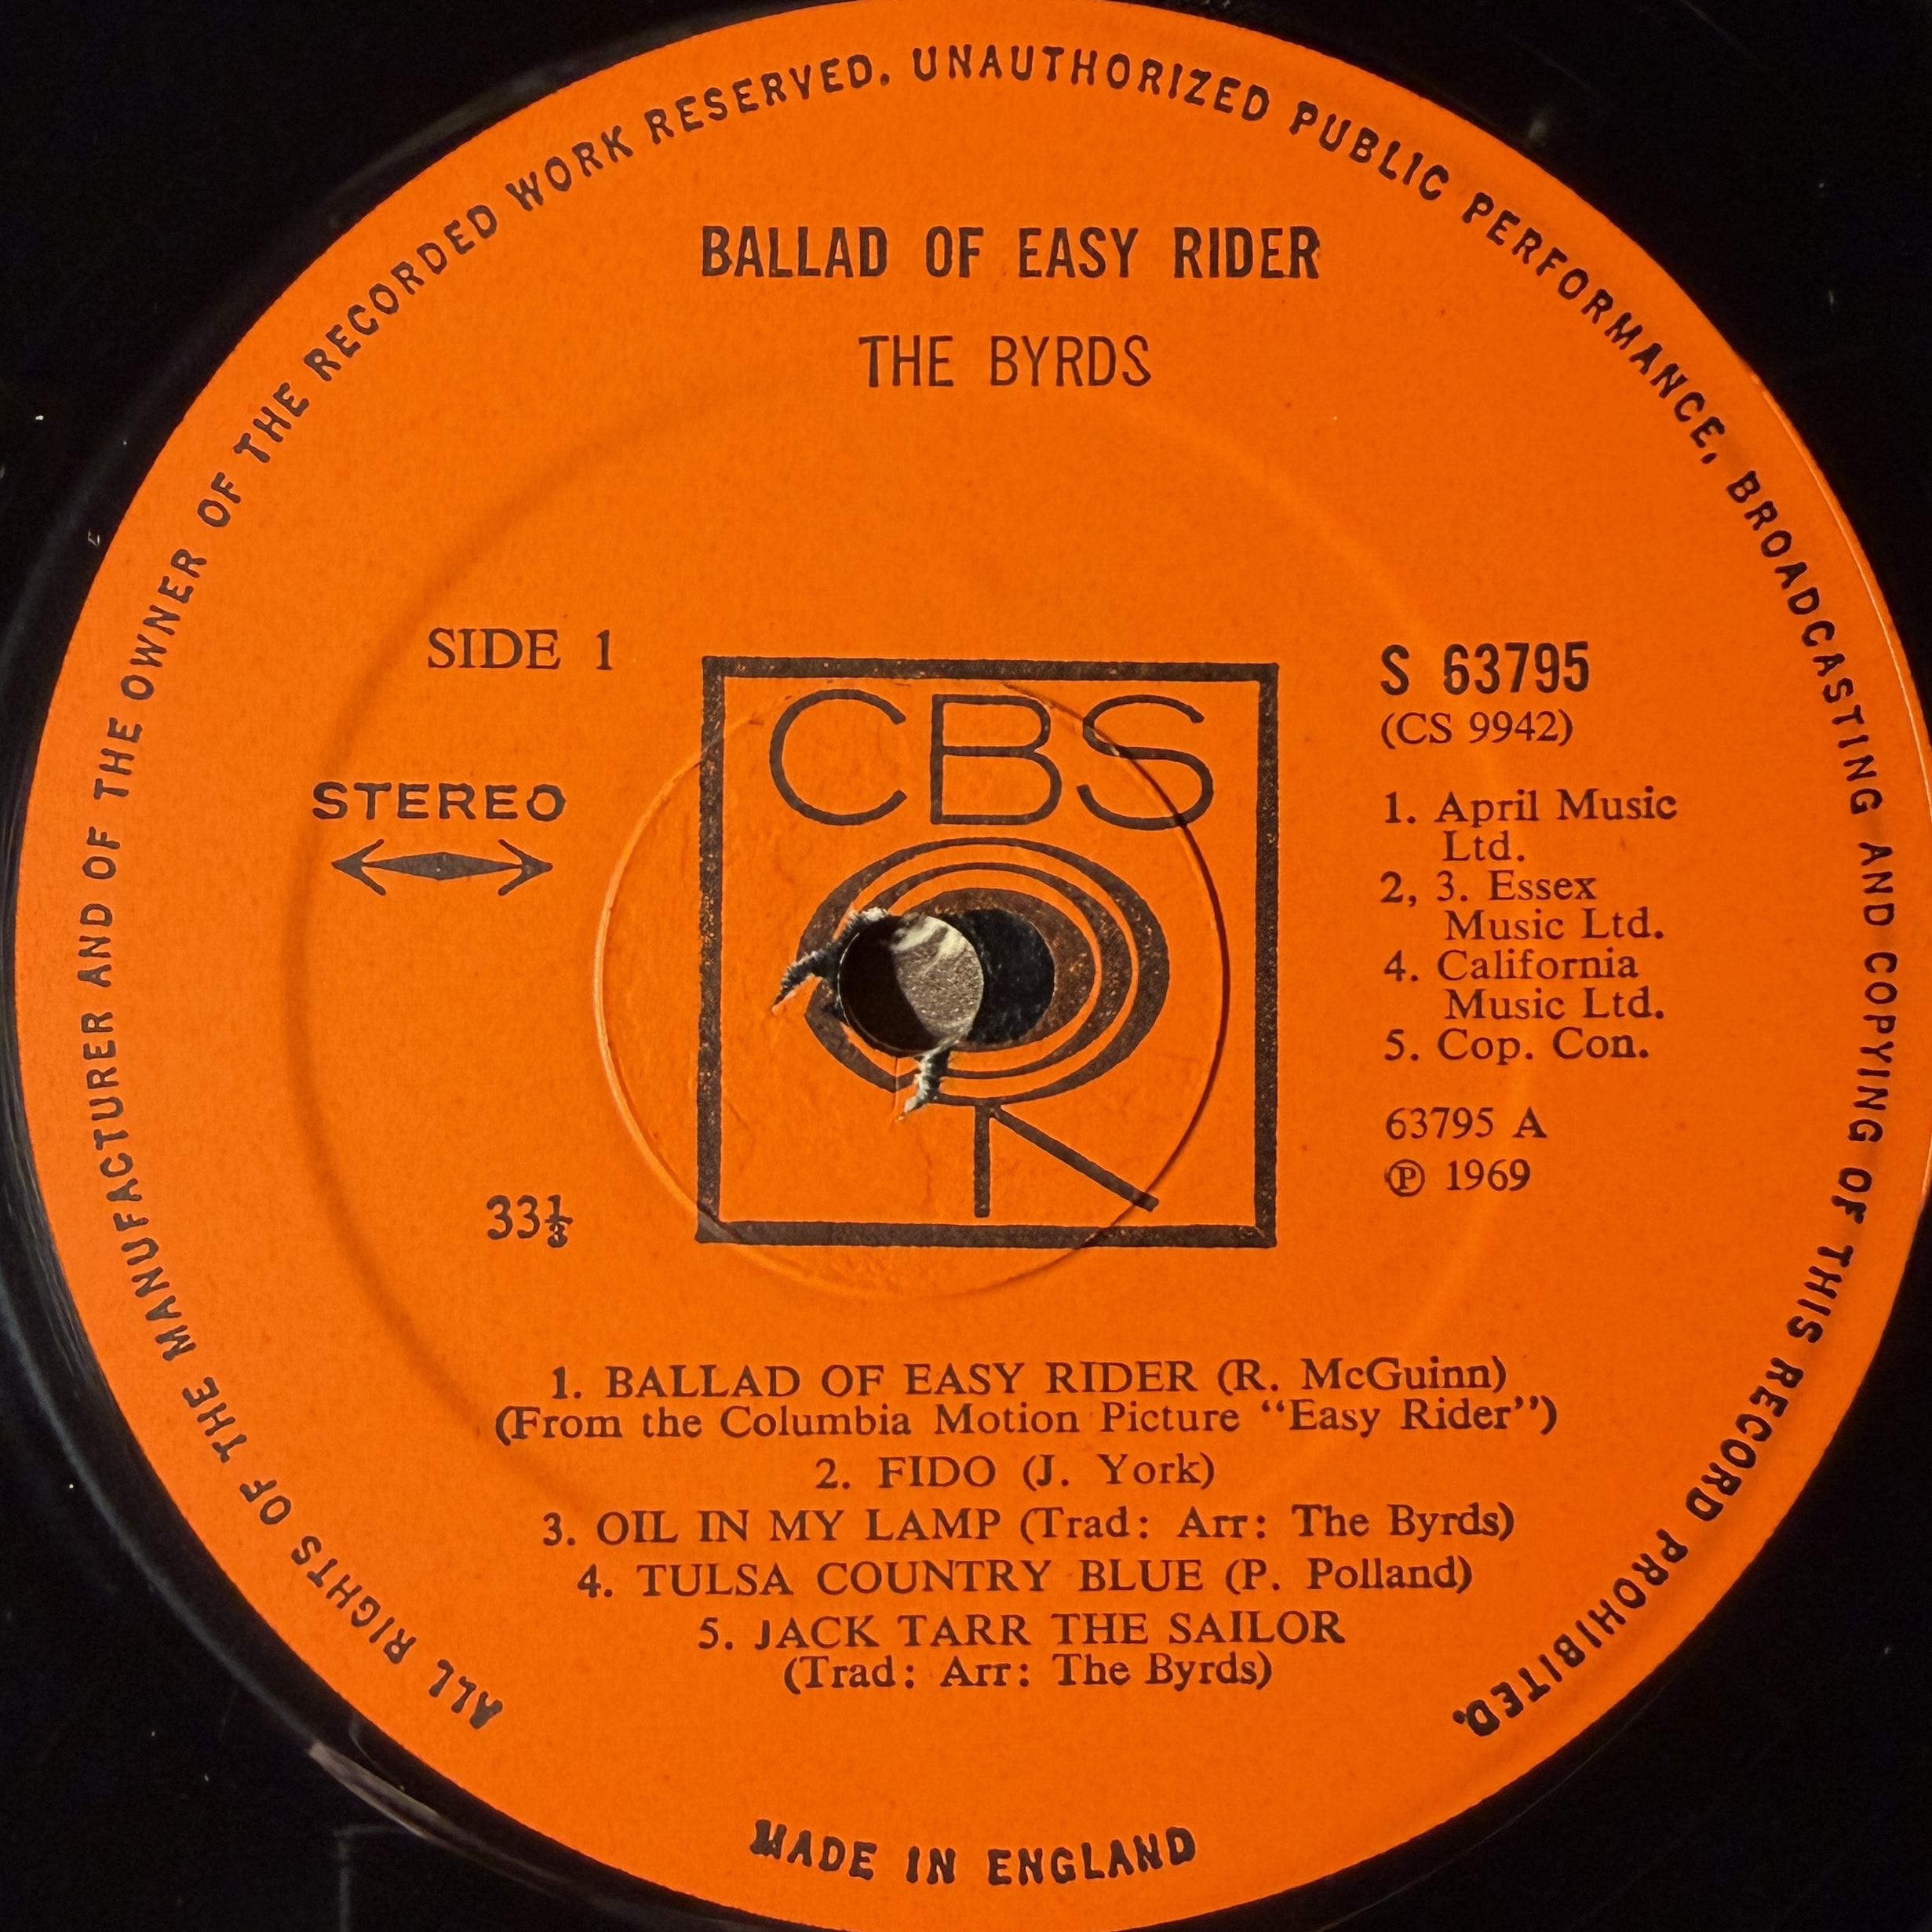 ALL RIGHTS OF THE MANUFACTURER AND OF THE OWNER OF THE RECORDED WORK RESERVED. UNAUTHORIZED PUBLIC PERFORMANCE, BROADCASTING AND COPYING OF THIS RECORD PROHIBITED.
BALLAD OF EASY RIDER
THE BYRDS
SIDE 1
STEREO
33⅓
CBS
S 63795
(CS 9942)
1. April Music
Ltd.
2, 3. Essex
Music Ltd.
4. California
Music Ltd.
5. Cop. Con.
63795 A
℗ 1969
1. BALLAD OF EASY RIDER (R. McGuinn)
(From the Columbia Motion Picture “Easy Rider”)
2. FIDO (J. York)
3. OIL IN MY LAMP (Trad: Arr: The Byrds)
4. TULSA COUNTRY BLUE (P. Polland)
5. JACK TARR THE SAILOR
(Trad: Arr: The Byrds)
MADE IN ENGLAND